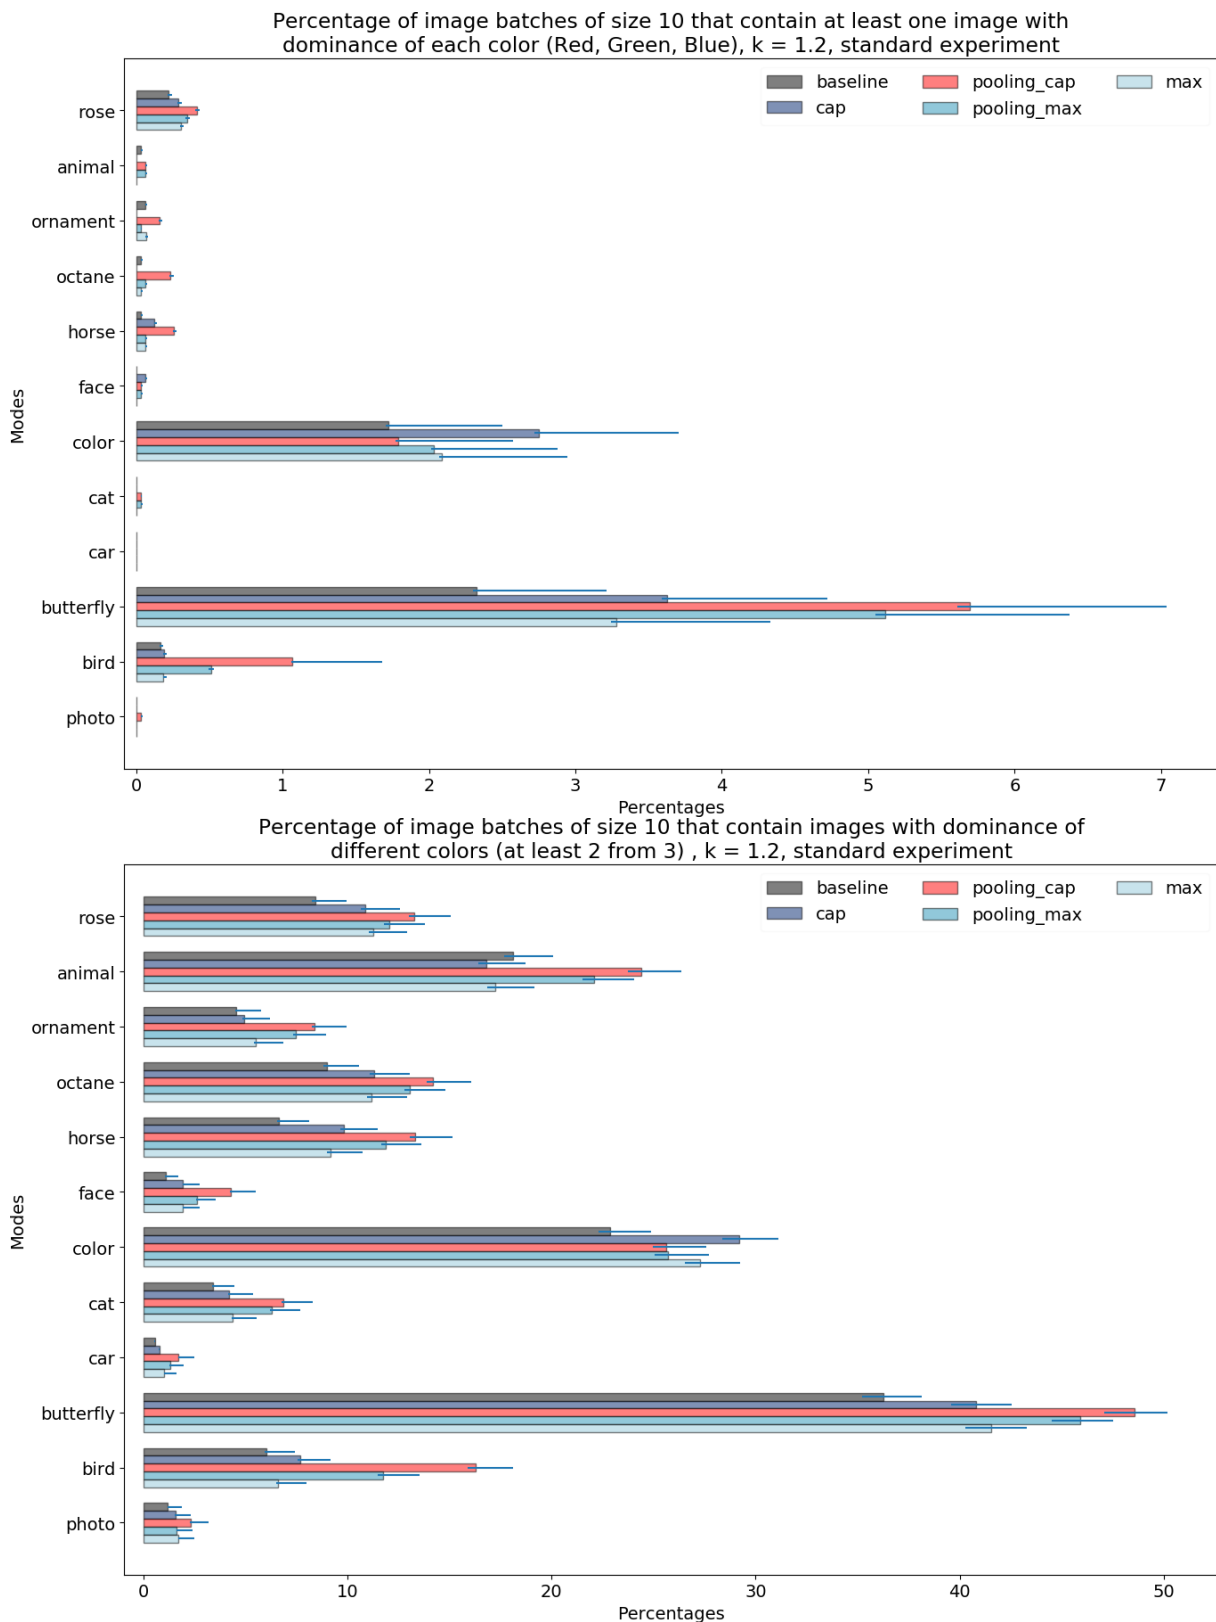 Percentage of image batches of size 10 that contain at least one image with
dominance of each color (Red, Green, Blue), k = 1.2, standard experiment
baseline
cap
pooling_cap
pooling_max
max
Modes
rose
animal
ornament
octane
horse
face
color
cat
car
butterfly
bird
photo
0 1 2 3 4 5 6 7
Percentages
Percentage of image batches of size 10 that contain images with dominance of
different colors (at least 2 from 3) , k = 1.2, standard experiment
baseline
cap
pooling_cap
pooling_max
max
Modes
rose
animal
ornament
octane
horse
face
color
cat
car
butterfly
bird
photo
0 10 20 30 40 50
Percentages